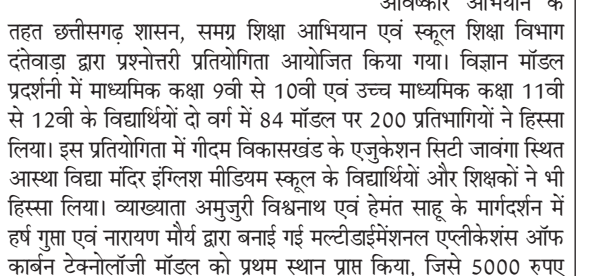 आविष्कार अभियान के
तहत छत्तीसगढ़ शासन, समग्र शिक्षा अभियान एवं स्कूल शिक्षा विभाग
दंतेवाड़ा द्वारा प्रश्नोत्तरी प्रतियोगिता आयोजित किया गया। विज्ञान मॉडल
प्रदर्शनी में माध्यमिक कक्षा 9वी से 10वी एवं उच्च माध्यमिक कक्षा 11वी
से 12वी के विद्यार्थियों दो वर्ग में 84 मॉडल पर 200 प्रतिभागियों ने हिस्सा
लिया। इस प्रतियोगिता में गीदम विकासखंड के एजुकेशन सिटी जावंगा स्थित
आस्था विद्या मंदिर इंग्लिश मीडियम स्कूल के विद्यार्थियों और शिक्षकों ने भी
हिस्सा लिया। व्याख्याता अमुजुरी विश्वनाथ एवं हेमंत साहू के मार्गदर्शन में
हर्ष गुप्ता एवं नारायण मौर्य द्वारा बनाई गई मल्टीडाईमेंशनल एप्लीकेशंस ऑफ
कार्बन टेक्नोलॉजी मॉडल को प्रथम स्थान प्राप्त किया, जिसे 5000 रुपए